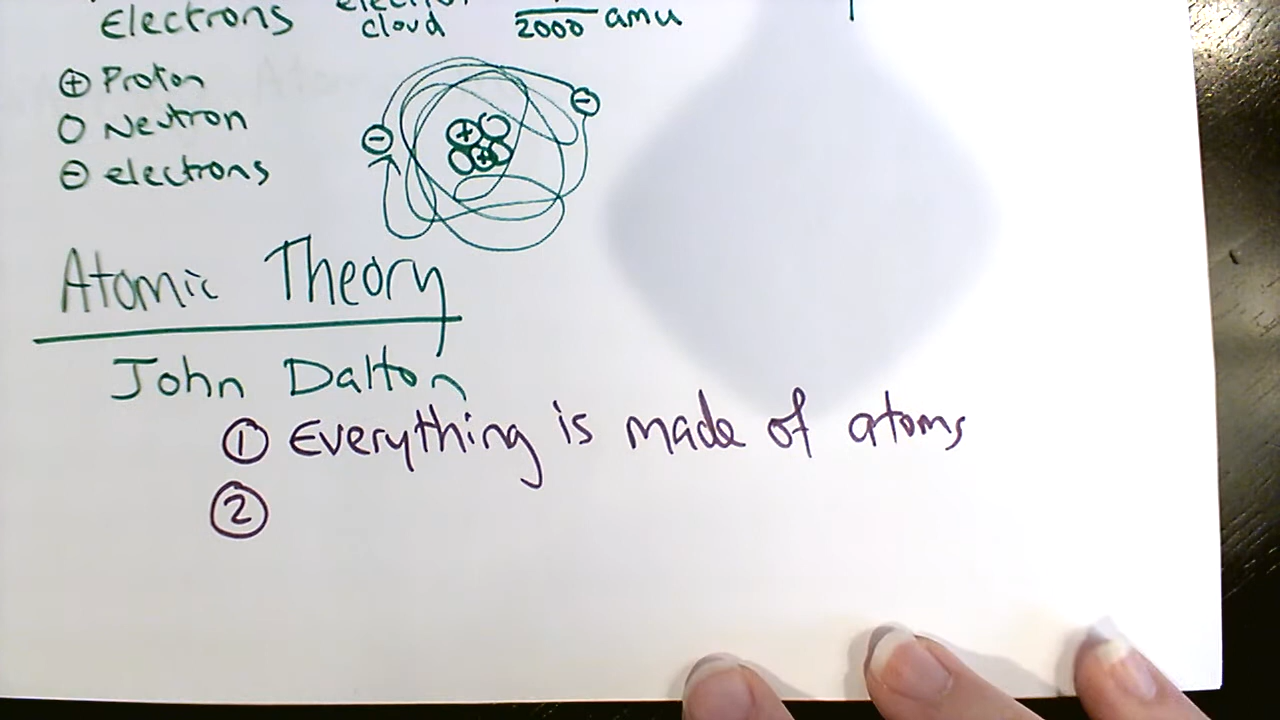 Electrons cloud 2000 amu
⊕ Proton
O Neutron
⊖ electrons
Atomic Theory
John Dalton
① Everything is made of atoms
②